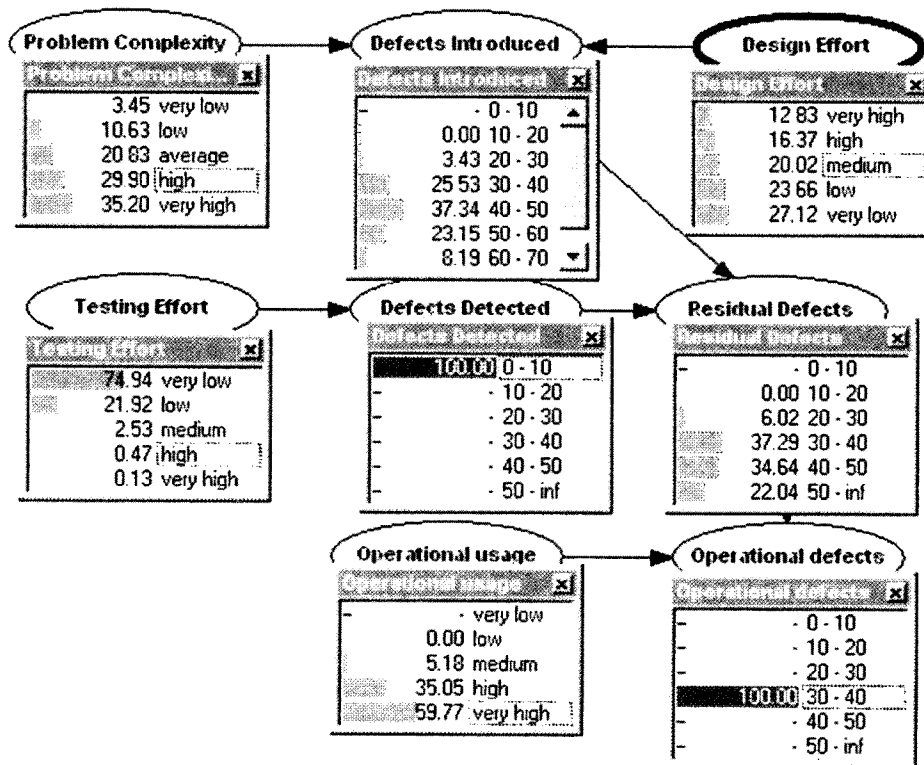 Problem Complexity
Problem Complexi...
3.45 very low
10.63 low
20 83 average
29.90 high
35.20 very high
Defects Introduced
Defects Introduced
- - 0 - 10
0.00 10 - 20
3.43 20 - 30
25 53 30 - 40
37.34 40 - 50
23.15 50 - 60
8.19 60 - 70
Design Effort
Design Effort
12 83 very high
16.37 high
20.02 medium
23 66 low
27.12 very low
Testing Effort
Testing Effort
74.94 very low
21.92 low
2.53 medium
0.47 high
0.13 very high
Defects Detected
Defects Detected
100.00 0 - 10
- - 10 - 20
- - 20 - 30
- - 30 - 40
- - 40 - 50
- - 50 - inf
Residual Defects
Residual Defects
- - 0 - 10
0.00 10 - 20
6.02 20 - 30
37.29 30 - 40
34.64 40 - 50
22.04 50 - inf
Operational usage
Operational usage
- - very low
0.00 low
5.18 medium
35.05 high
59.77 very high
Operational defects
Operational defects
- - 0 - 10
- - 10 - 20
- - 20 - 30
100.00 30 - 40
- - 40 - 50
- - 50 - inf